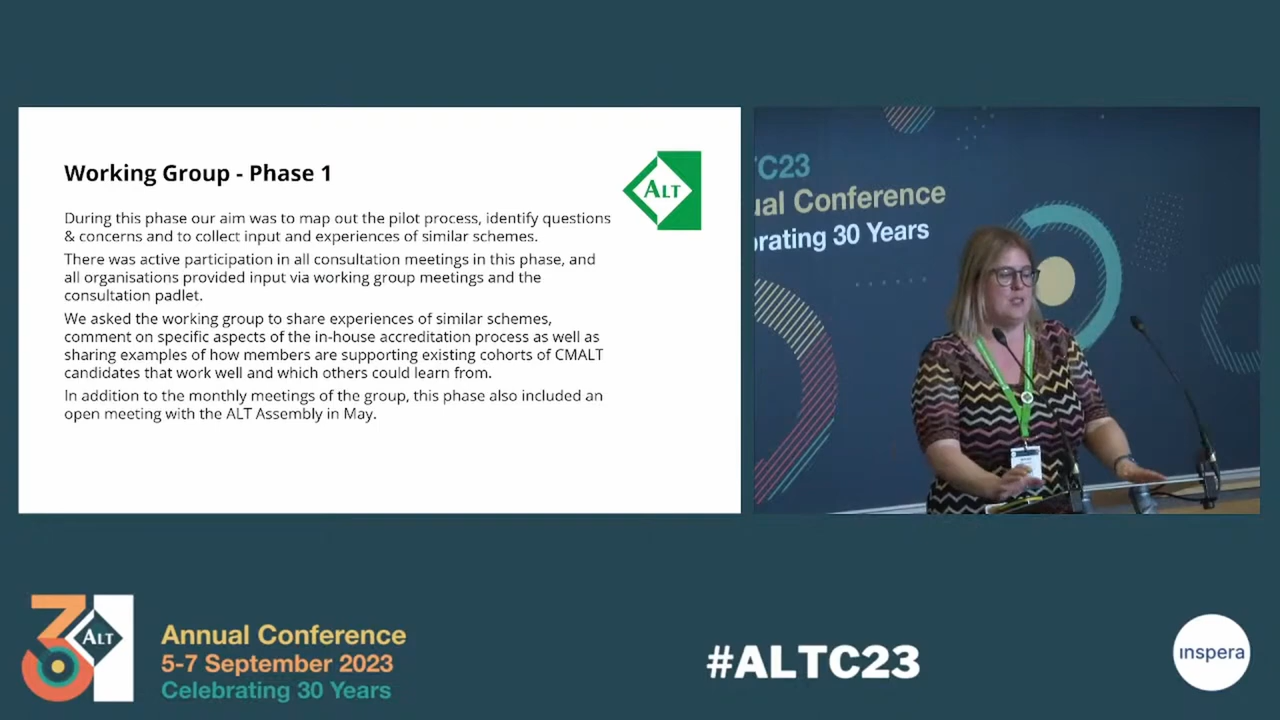 Working Group - Phase 1
ALT
During this phase our aim was to map out the pilot process, identify questions
& concerns and to collect input and experiences of similar schemes.
There was active participation in all consultation meetings in this phase, and
all organisations provided input via working group meetings and the
consultation padlet.
We asked the working group to share experiences of similar schemes,
comment on specific aspects of the in-house accreditation process as well as
sharing examples of how members are supporting existing cohorts of CMALT
candidates that work well and which others could learn from.
In addition to the monthly meetings of the group, this phase also included an
open meeting with the ALT Assembly in May.
TC23
ual Conference
brating 30 Years
ALT
Annual Conference
5-7 September 2023
Celebrating 30 Years
#ALTC23
inspera